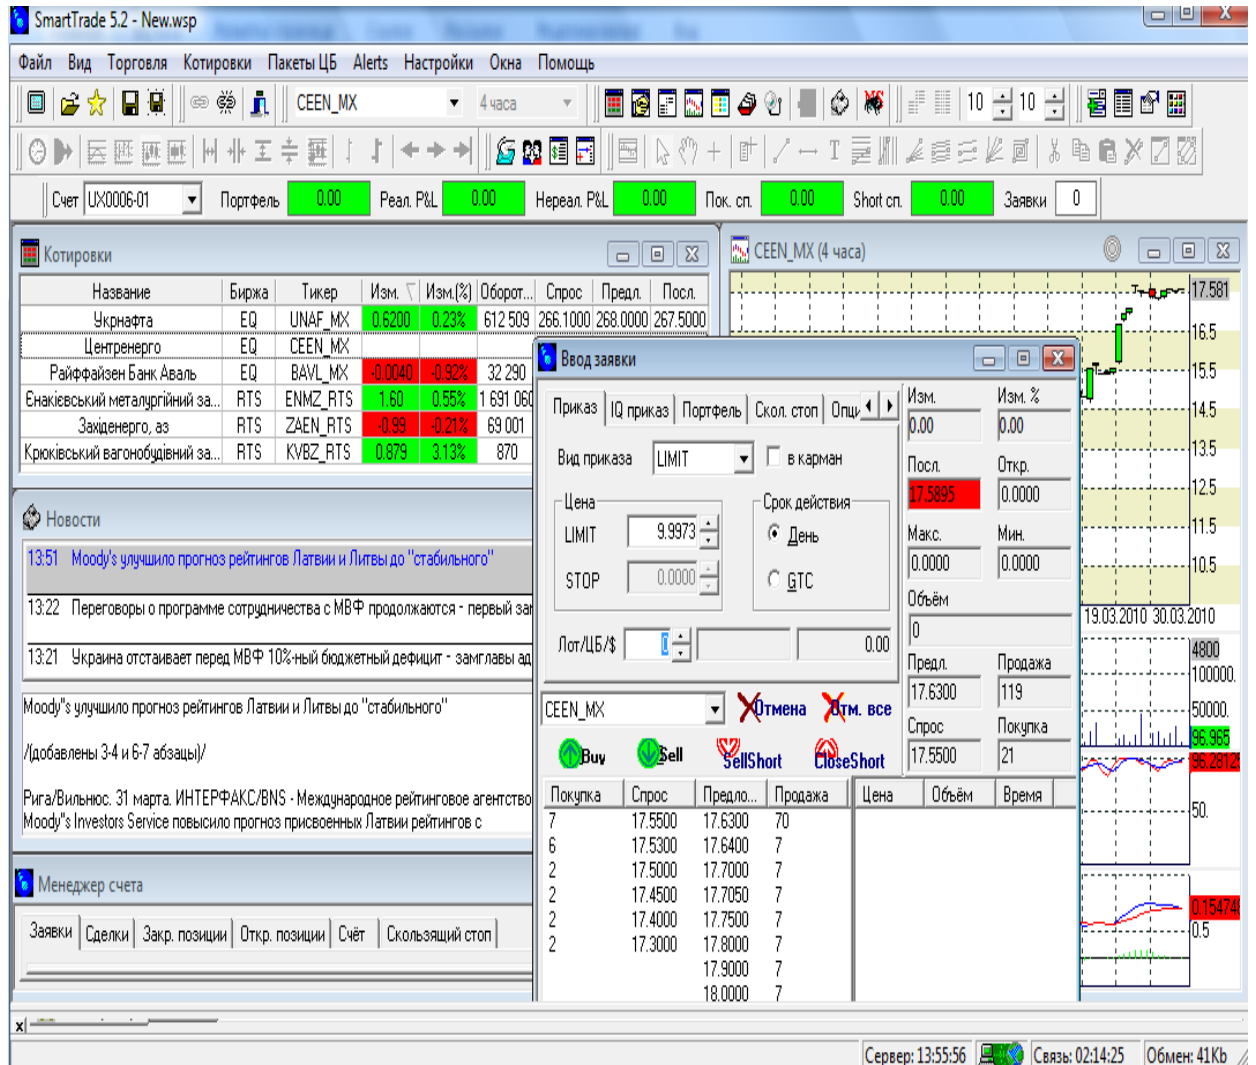 SmartTrade 5.2 - New.wsp
Файл Вид Торговля Котировки Пакеты ЦБ Alerts Настройки Окна Помощь
CEEN_MX 4 часа 10 10
Счет UX0006-01 Портфель 0.00 Реал. P&L 0.00 Нереал. P&L 0.00 Пок. сп. 0.00 Short сп. 0.00 Заявки 0
Котировки
Название Биржа Тикер Изм. Изм.(%) Оборот... Спрос Предл. Посл.
Укрнафта EQ UNAF_MX 0.6200 0.23% 612 509 266.1000 268.0000 267.5000
Центренерго EQ CEEN_MX
Райффайзен Банк Аваль EQ BAVL_MX -0.0040 -0.92% 32 290
Єнакієвський металургійний за... RTS ENMZ_RTS 1.60 0.55% 1 691 060
Західенерго, аз RTS ZAEN_RTS -0.99 -0.21% 69 001
Крюківський вагонобудівний за... RTS KVBZ_RTS 0.879 3.13% 870
Новости
13:51 Moody's улучшило прогноз рейтингов Латвии и Литвы до "стабильного"
13:22 Переговоры о программе сотрудничества с МВФ продолжаются - первый за
13:21 Украина отстаивает перед МВФ 10%-ный бюджетный дефицит - замглавы ад
Moody"s улучшило прогноз рейтингов Латвии и Литвы до "стабильного"
/(добавлены 3-4 и 6-7 абзацы)/
Рига/Вильнюс. 31 марта. ИНТЕРФАКС/BNS - Международное рейтинговое агентство
Moody"s Investors Service повысило прогноз присвоенных Латвии рейтингов с
Менеджер счета
Заявки Сделки Закр. позиции Откр. позиции Счёт Скользящий стоп
Ввод заявки
Приказ IQ приказ Портфель Скол. стоп Опци
Вид приказа LIMIT в карман
Цена Срок действия
LIMIT 9.9973 День
STOP 0.0000 GTC
Лот/ЦБ/$ 0 0.00
CEEN_MX Отмена Отм. все
Buy Sell SellShort CloseShort
Изм. Изм. %
0.00 0.00
Посл. Откр.
17.5895 0.0000
Макс. Мин.
0.0000 0.0000
Объём
0
Предл. Продажа
17.6300 119
Спрос Покупка
17.5500 21
Покупка Спрос Предло... Продажа Цена Объём Время
7 17.5500 17.6300 70
6 17.5300 17.6400 7
2 17.5000 17.7000 7
2 17.4500 17.7050 7
2 17.4000 17.7500 7
2 17.3000 17.8000 7
17.9000 7
18.0000 7
CEEN_MX (4 часа)
17.581
16.5
15.5
14.5
13.5
12.5
11.5
10.5
19.03.2010 30.03.2010
4800
100000.
50000.
96.965
96.28125
50.
0.154748
0.5
Сервер: 13:55:56 Связь: 02:14:25 Обмен: 41Kb